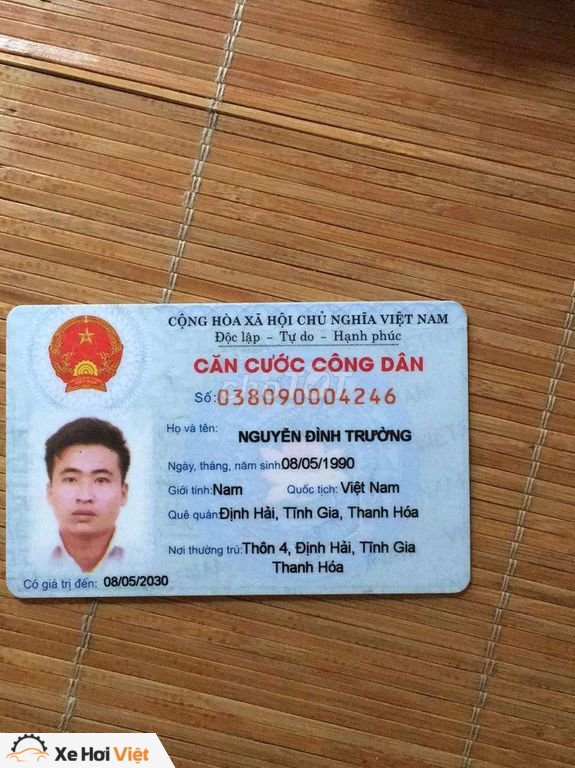 CỘNG HÒA XÃ HỘI CHỦ NGHĨA VIỆT NAM
Độc lập – Tự do – Hạnh phúc
CĂN CƯỚC CÔNG DÂN
Số: 038090004246
Họ và tên:
NGUYỄN ĐÌNH TRƯỜNG
Ngày, tháng, năm sinh: 08/05/1990
Giới tính: Nam Quốc tịch: Việt Nam
Quê quán: Định Hải, Tĩnh Gia, Thanh Hóa
Nơi thường trú: Thôn 4, Định Hải, Tĩnh Gia
Thanh Hóa
Có giá trị đến: 08/05/2030
Xe Hơi Việt